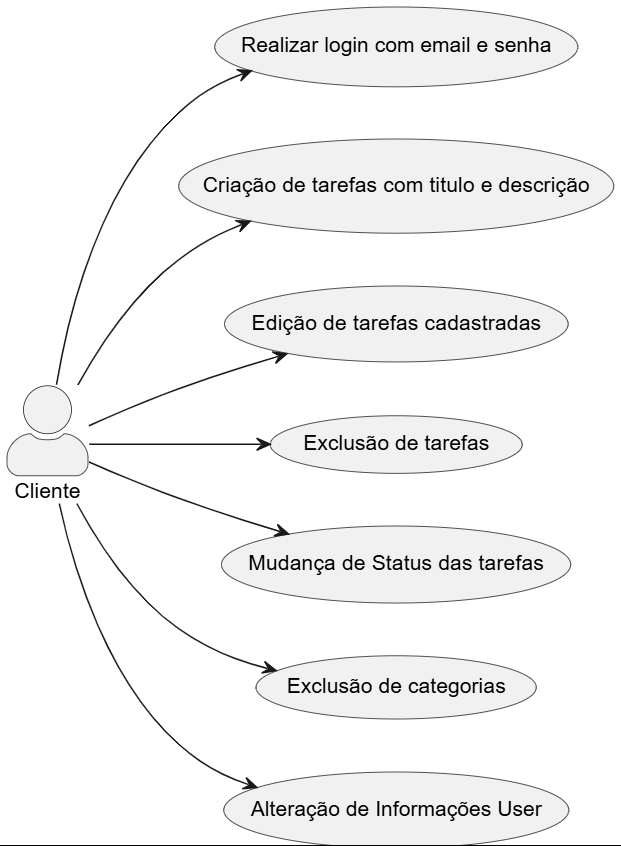 Realizar login com email e senha
Criação de tarefas com titulo e descrição
Edição de tarefas cadastradas
Exclusão de tarefas
Cliente
Mudança de Status das tarefas
Exclusão de categorias
Alteração de Informações User